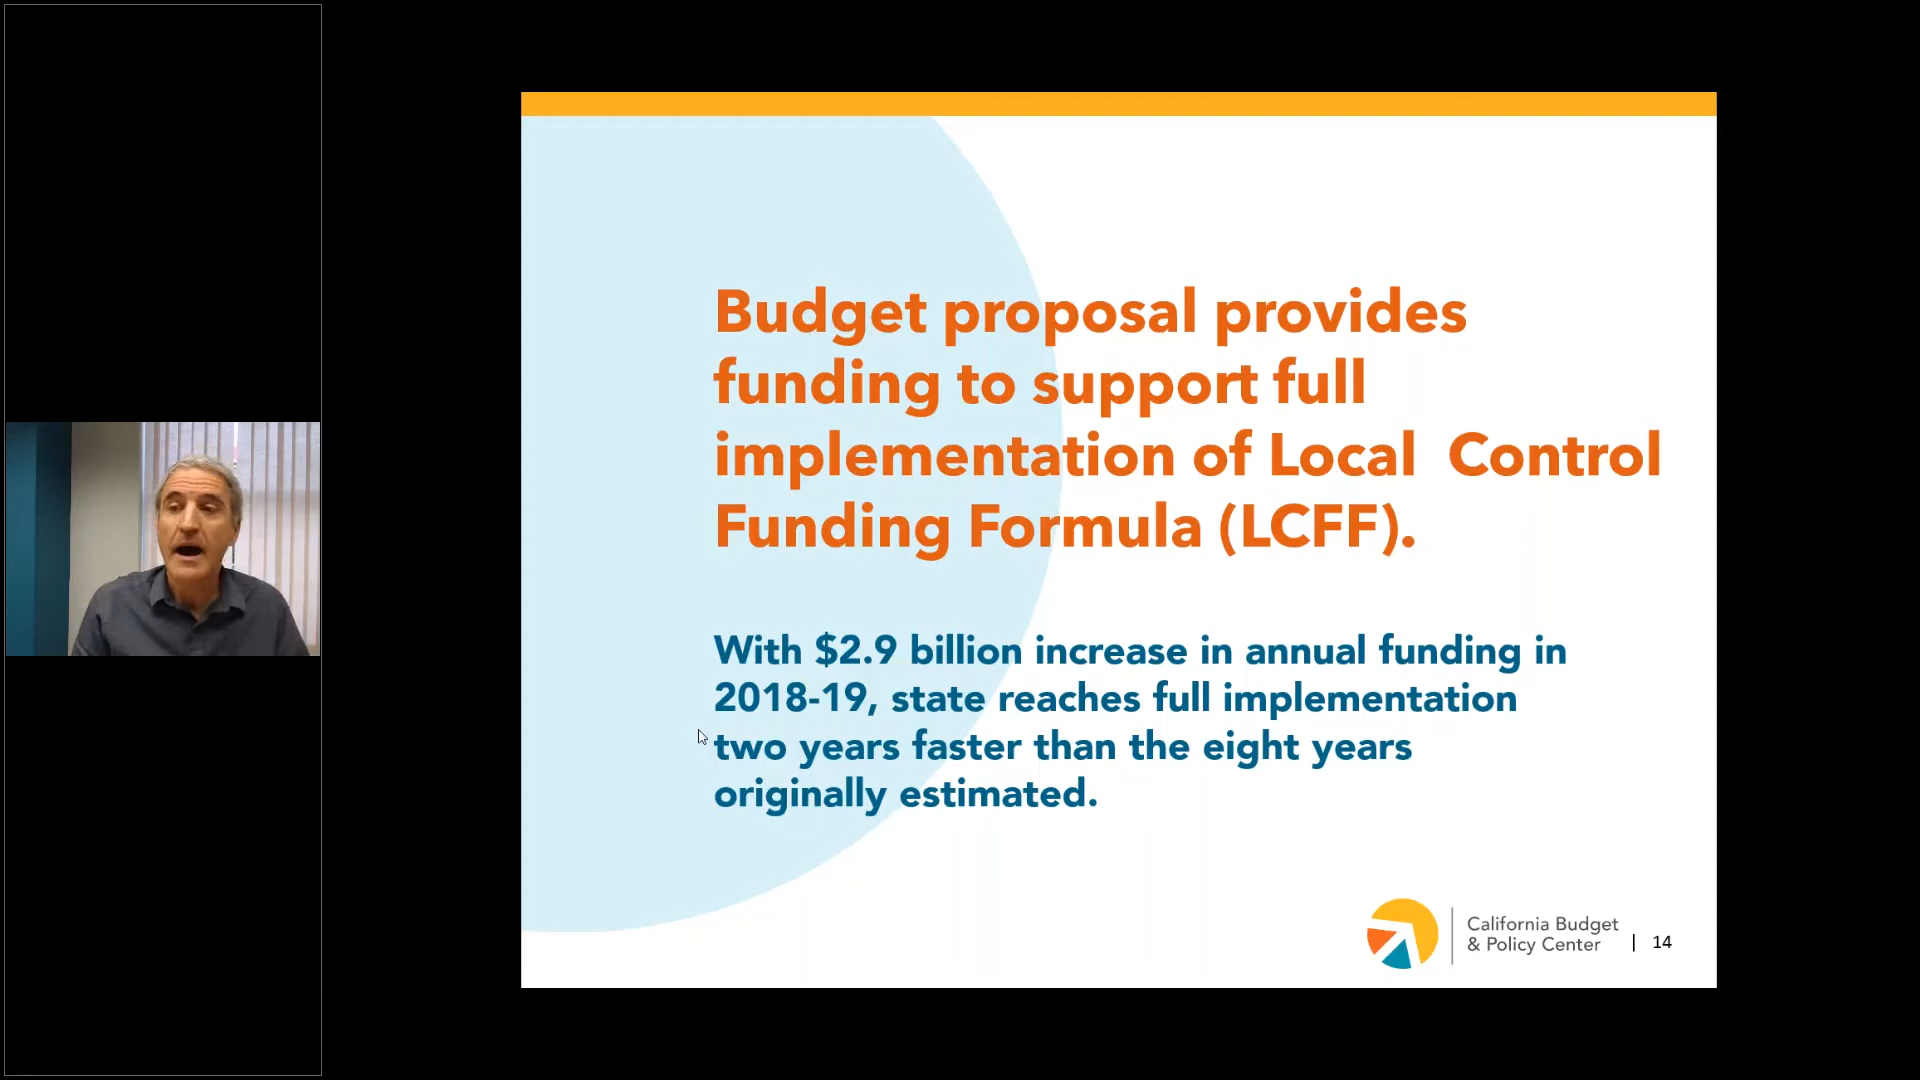 Budget proposal provides
funding to support full
implementation of Local  Control
Funding Formula (LCFF).
With $2.9 billion increase in annual funding in
2018-19, state reaches full implementation
two years faster than the eight years
originally estimated.
California Budget
& Policy Center | 14